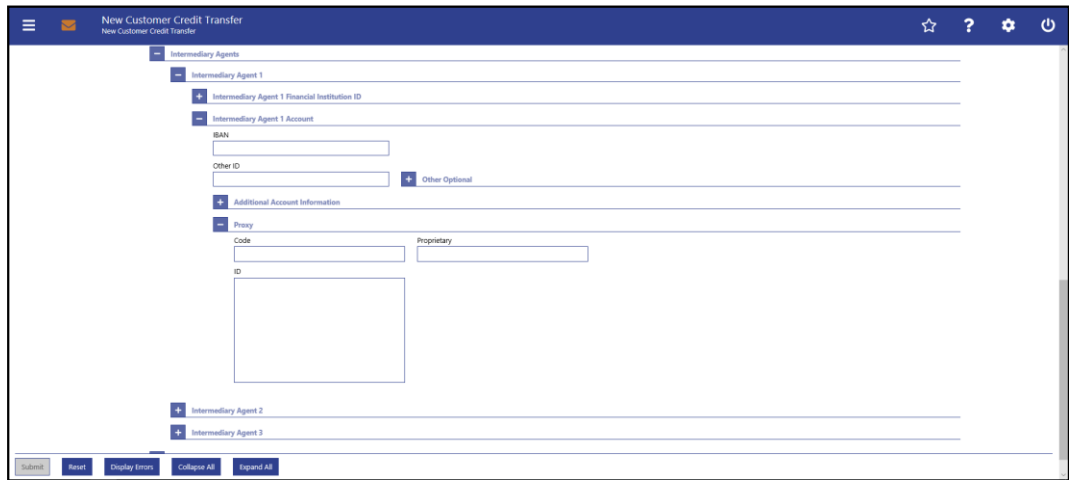 New Customer Credit Transfer
New Customer Credit Transfer
Intermediary Agents
Intermediary Agent 1
Intermediary Agent 1 Financial Institution ID
Intermediary Agent 1 Account
IBAN
Other ID
Other Optional
Additional Account Information
Proxy
Code Proprietary
ID
Intermediary Agent 2
Intermediary Agent 3
Submit Reset Display Errors Collapse All Expand All